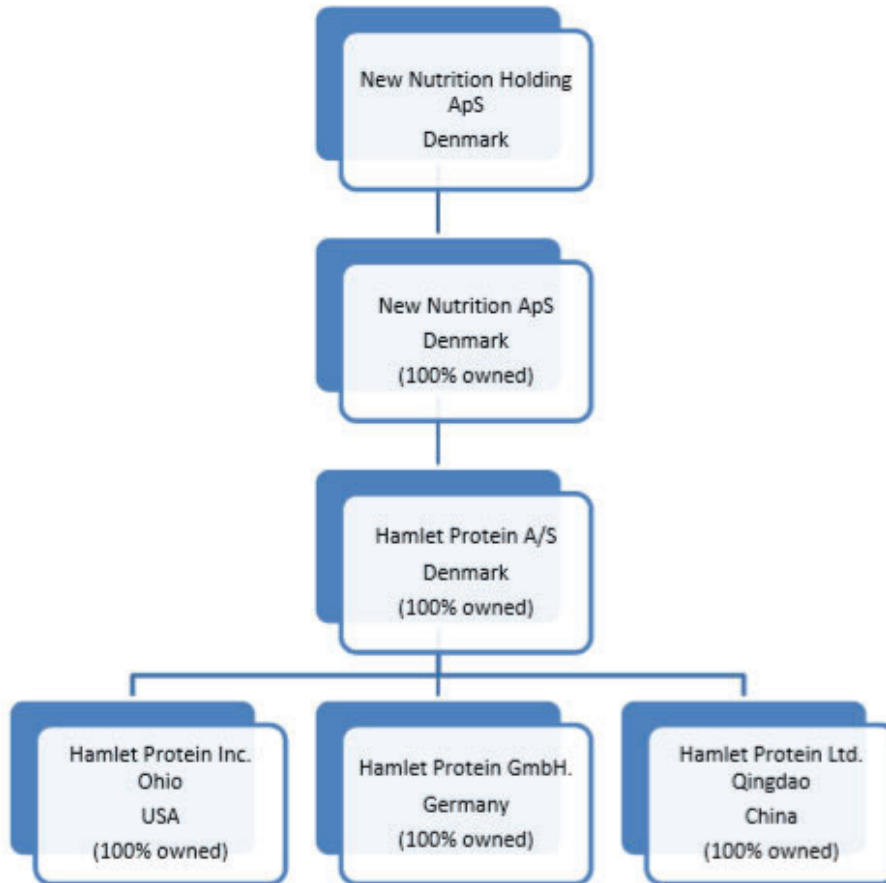 New Nutrition Holding
ApS
Denmark
New Nutrition ApS
Denmark
(100% owned)
Hamlet Protein A/S
Denmark
(100% owned)
Hamlet Protein Inc.
Ohio
USA
(100% owned)
Hamlet Protein GmbH.
Germany
(100% owned)
Hamlet Protein Ltd.
Qingdao
China
(100% owned)